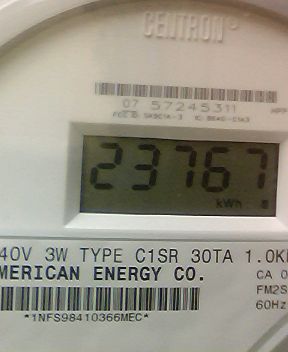 CENTRON®
07 57245311
23767
kWh
40V 3W TYPE C1SR 30TA 1.0K
MERICAN ENERGY CO.
CA 0
FM2S
60Hz
*1NFS98410366MEC*